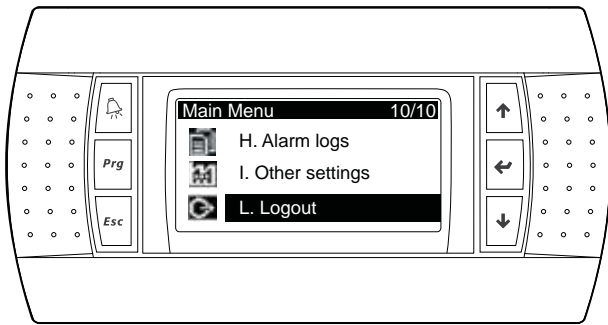 Main Menu 10/10
H. Alarm logs
I. Other settings
L. Logout
Prg
Esc